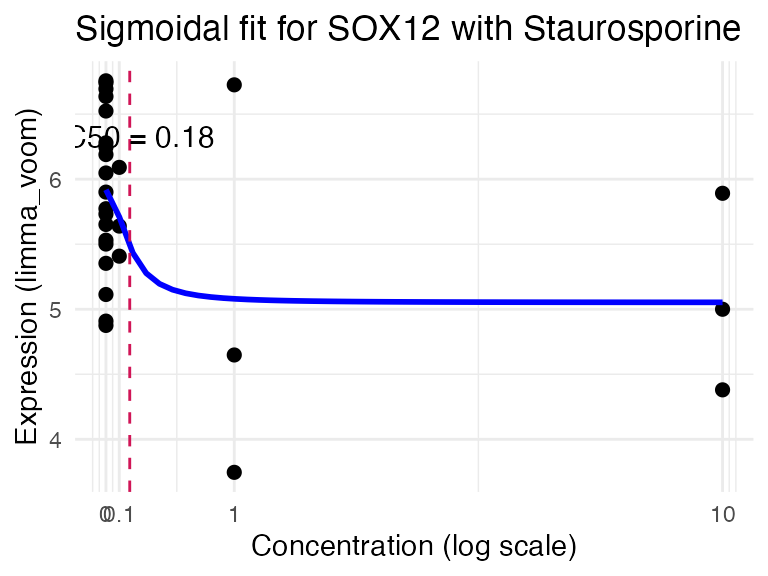 Sigmoidal fit for SOX12 with Staurosporine
Expression (limma_voom)
C50 = 0.18
6
5
4
0 0.1 1 10
Concentration (log scale)